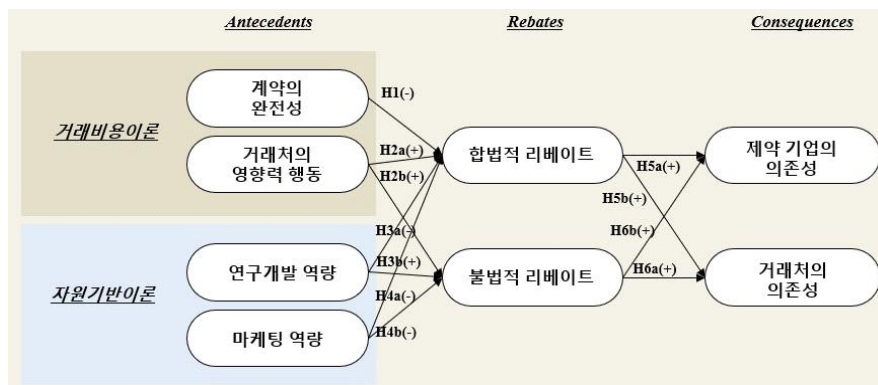 Antecedents
Rebates
Consequences
거래비용이론
계약의
완전성
거래처의
영향력 행동
자원기반이론
연구개발 역량
마케팅 역량
H1(-)
H2a(+)
H2b(+)
H3a(-)
H3b(+)
H4a(-)
H4b(-)
합법적 리베이트
불법적 리베이트
H5a(+)
H5b(+)
H6b(+)
H6a(+)
제약 기업의
의존성
거래처의
의존성